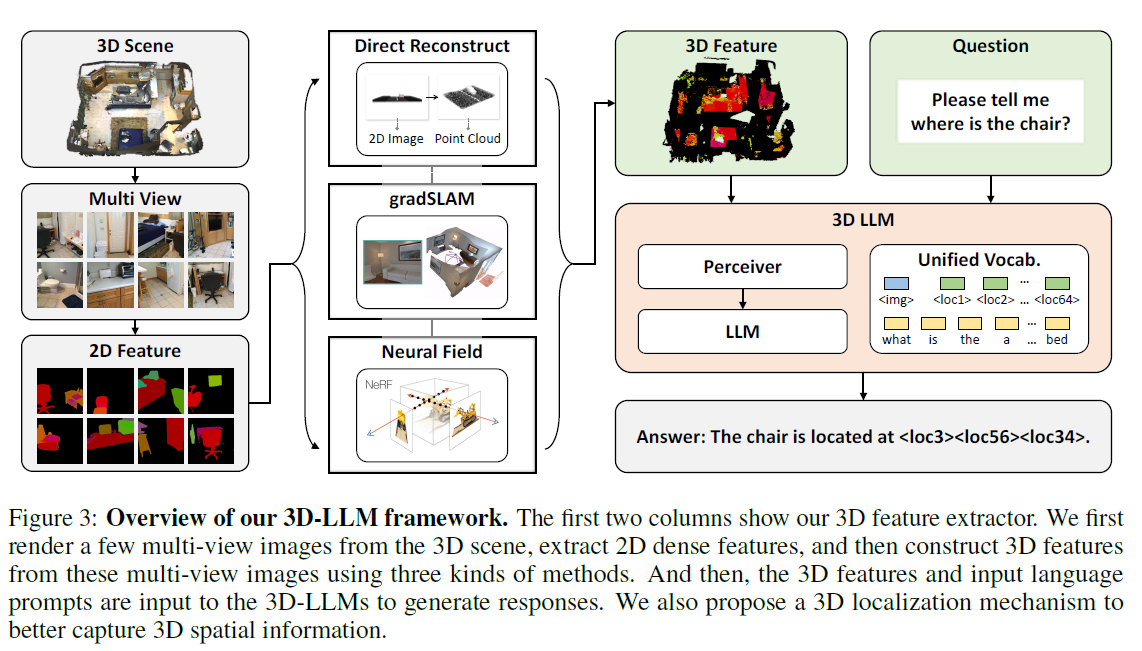 3D Scene
Multi View
2D Feature
Direct Reconstruct
2D Image
Point Cloud
gradSLAM
Neural Field
NeRF
3D Feature
Question
Please tell me
where is the chair?
3D LLM
Perceiver
LLM
Unified Vocab.
...
<img> <loc1> <loc2> ... <loc64>
...
what is the a ... bed
Answer: The chair is located at <loc3><loc56><loc34>.
Figure 3: Overview of our 3D-LLM framework. The first two columns show our 3D feature extractor. We first
render a few multi-view images from the 3D scene, extract 2D dense features, and then construct 3D features
from these multi-view images using three kinds of methods. And then, the 3D features and input language
prompts are input to the 3D-LLMs to generate responses. We also propose a 3D localization mechanism to
better capture 3D spatial information.